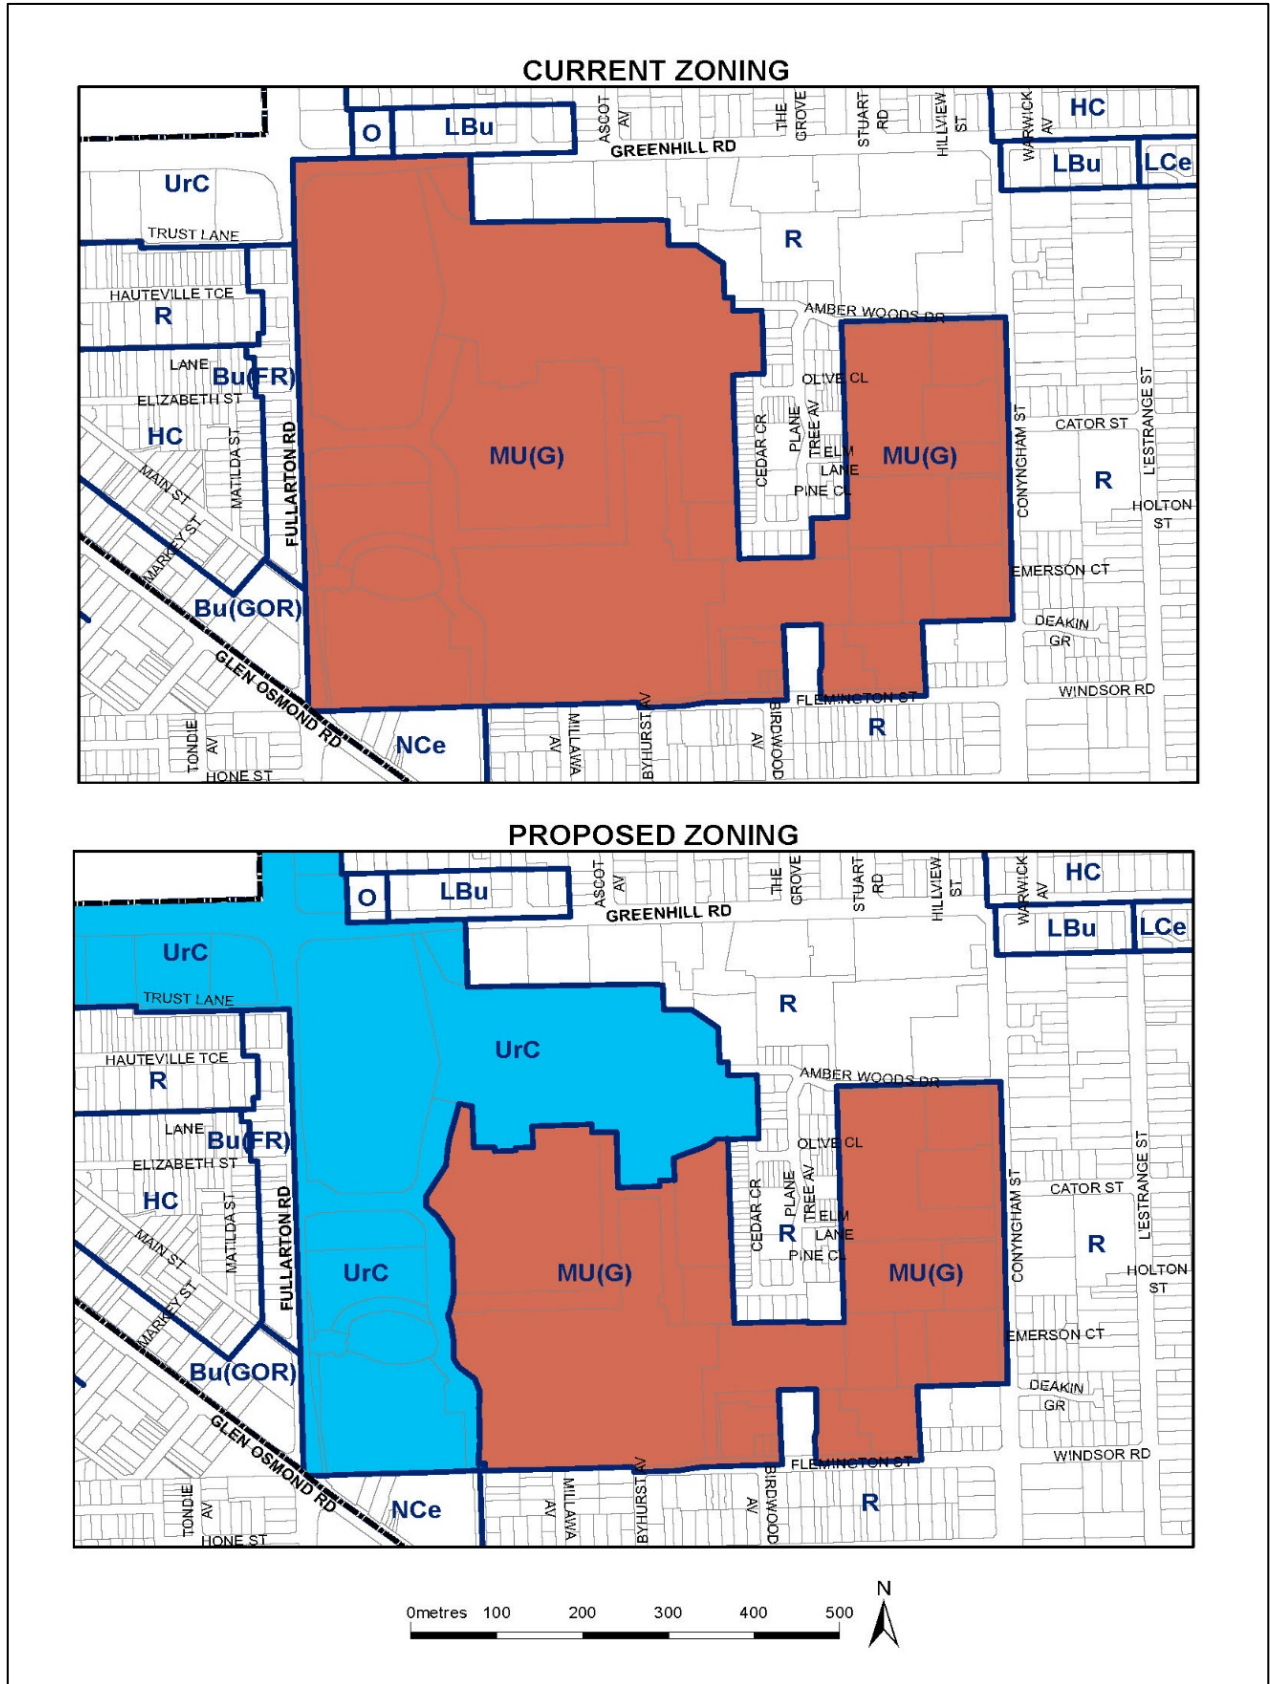 CURRENT ZONING
O
LBu
ASCOT
AV
THE
GROVE
STUART
RD
HILLVIEW
ST
WARWICK
AV
HC
GREENHILL RD
LBu
LCe
UrC
TRUST LANE
R
HAUTEVILLE TCE
R
AMBER WOODS DR
LANE
Bu(FR)
OLIVE CL
ELIZABETH ST
HC
MATILDA ST
FULLARTON RD
MAIN ST
MARKEY ST
MU(G)
CEDAR CR
PLANE
TREE AV
ELM
LANE
PINE CL
MU(G)
CONYNGHAM ST
CATOR ST
L'ESTRANGE ST
R
HOLTON
ST
EMERSON CT
Bu(GOR)
DEAKIN
GR
GLEN OSMOND RD
FLEMINGTON ST
WINDSOR RD
TONDIE
AV
NCe
MILLAWA
AV
BYHURST AV
BIRDWOOD
AV
R
HONE ST
PROPOSED ZONING
O
LBu
ASCOT
AV
THE
GROVE
STUART
RD
HILLVIEW
ST
WARWICK
AV
HC
GREENHILL RD
LBu
LCe
UrC
TRUST LANE
R
UrC
HAUTEVILLE TCE
R
AMBER WOODS DR
LANE
Bu(FR)
OLIVE CL
ELIZABETH ST
HC
MATILDA ST
FULLARTON RD
MAIN ST
MARKEY ST
UrC
MU(G)
CEDAR CR
PLANE
TREE AV
ELM
LANE
R
PINE CL
MU(G)
CONYNGHAM ST
CATOR ST
L'ESTRANGE ST
R
HOLTON
ST
EMERSON CT
Bu(GOR)
DEAKIN
GR
GLEN OSMOND RD
FLEMINGTON ST
WINDSOR RD
TONDIE
AV
NCe
MILLAWA
AV
BYHURST AV
BIRDWOOD
AV
R
HONE ST
0metres 100 200 300 400 500
N